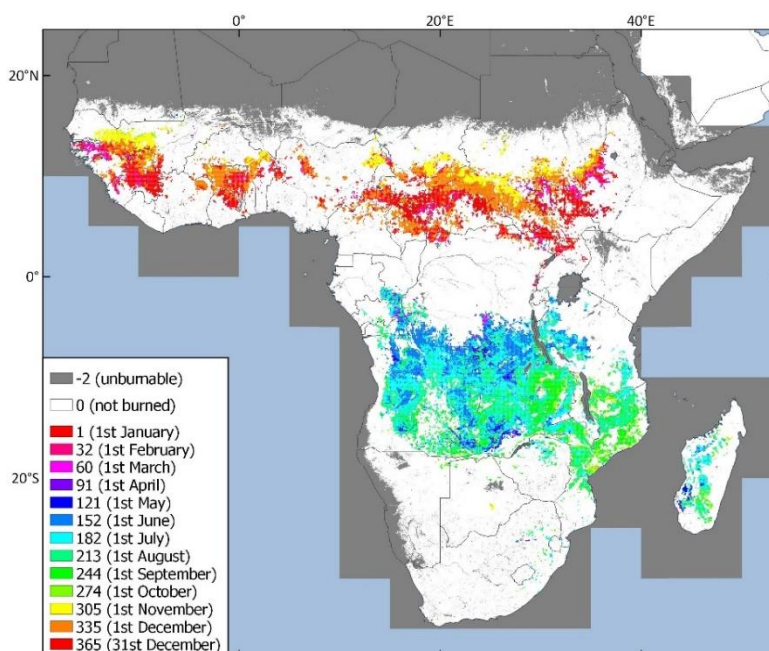 0° 20°E 40°E
20°N
0°
20°S
-2 (unburnable)
0 (not burned)
1 (1st January)
32 (1st February)
60 (1st March)
91 (1st April)
121 (1st May)
152 (1st June)
182 (1st July)
213 (1st August)
244 (1st September)
274 (1st October)
305 (1st November)
335 (1st December)
365 (31st December)